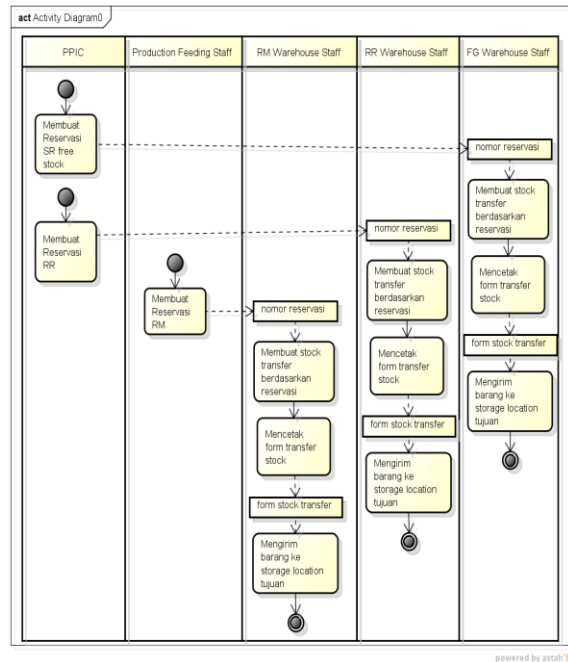 act Activity Diagram0
PPIC
Production Feeding Staff
RM Warehouse Staff
RR Warehouse Staff
FG Warehouse Staff
Membuat
Reservasi
SR free
stock
nomor reservasi
Membuat stock
transfer
berdasarkan
reservasi
Mencetak
form transfer
stock
form stock transfer
Mengirim
barang ke
storage location
tujuan
Membuat
Reservasi
RR
nomor reservasi
Membuat stock
transfer
berdasarkan
reservasi
Mencetak
form transfer
stock
form stock transfer
Mengirim
barang ke
storage location
tujuan
Membuat
Reservasi
RM
nomor reservasi
Membuat stock
transfer
berdasarkan
reservasi
Mencetak
form transfer
stock
form stock transfer
Mengirim
barang ke
storage location
tujuan
powered by astah*